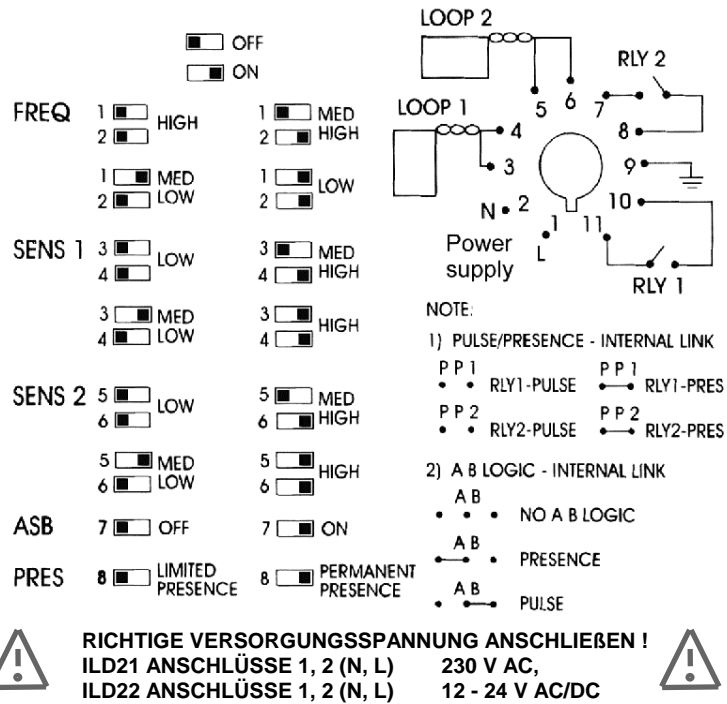 OFF
ON
FREQ 1 2 HIGH 1 2 MED HIGH
1 2 MED LOW 1 2 LOW
SENS 1 3 4 LOW 3 4 MED HIGH
3 4 MED LOW 3 4 HIGH
SENS 2 5 6 LOW 5 6 MED HIGH
5 6 MED LOW 5 6 HIGH
ASB 7 OFF 7 ON
PRES 8 LIMITED PRESENCE 8 PERMANENT PRESENCE
LOOP 2
RLY 2
LOOP 1
5 6 7
4 8
3 9
N 2 10
1 11
L
Power
supply
RLY 1
NOTE:
1) PULSE/PRESENCE - INTERNAL LINK
P P 1 RLY1-PULSE P P 1 RLY1-PRES
P P 2 RLY2-PULSE P P 2 RLY2-PRES
2) A B LOGIC - INTERNAL LINK
A B NO A B LOGIC
A B PRESENCE
A B PULSE
RICHTIGE VERSORGUNGSSPANNUNG ANSCHLIEßEN !
ILD21 ANSCHLÜSSE 1, 2 (N, L) 230 V AC,
ILD22 ANSCHLÜSSE 1, 2 (N, L) 12 - 24 V AC/DC